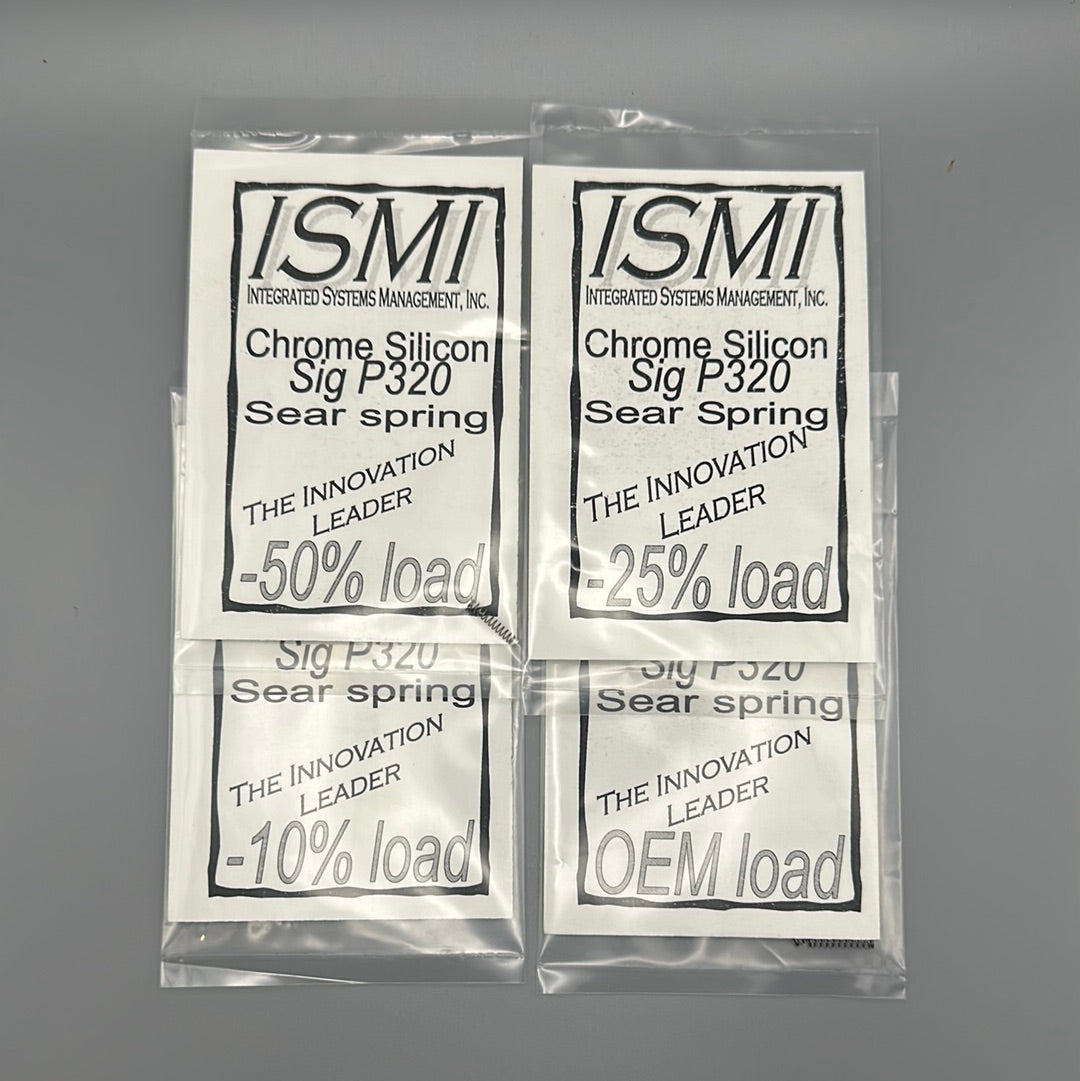 ISMI
INTEGRATED SYSTEMS MANAGEMENT, INC.
Chrome Silicon
Sig P320
Sear spring
THE INNOVATION
LEADER
-50% load
ISMI
INTEGRATED SYSTEMS MANAGEMENT, INC.
Chrome Silicon
Sig P320
Sear Spring
THE INNOVATION
LEADER
-25% load
Sig P320
Sear spring
THE INNOVATION
LEADER
-10% load
Sig P320
Sear spring
THE INNOVATION
LEADER
OEM load